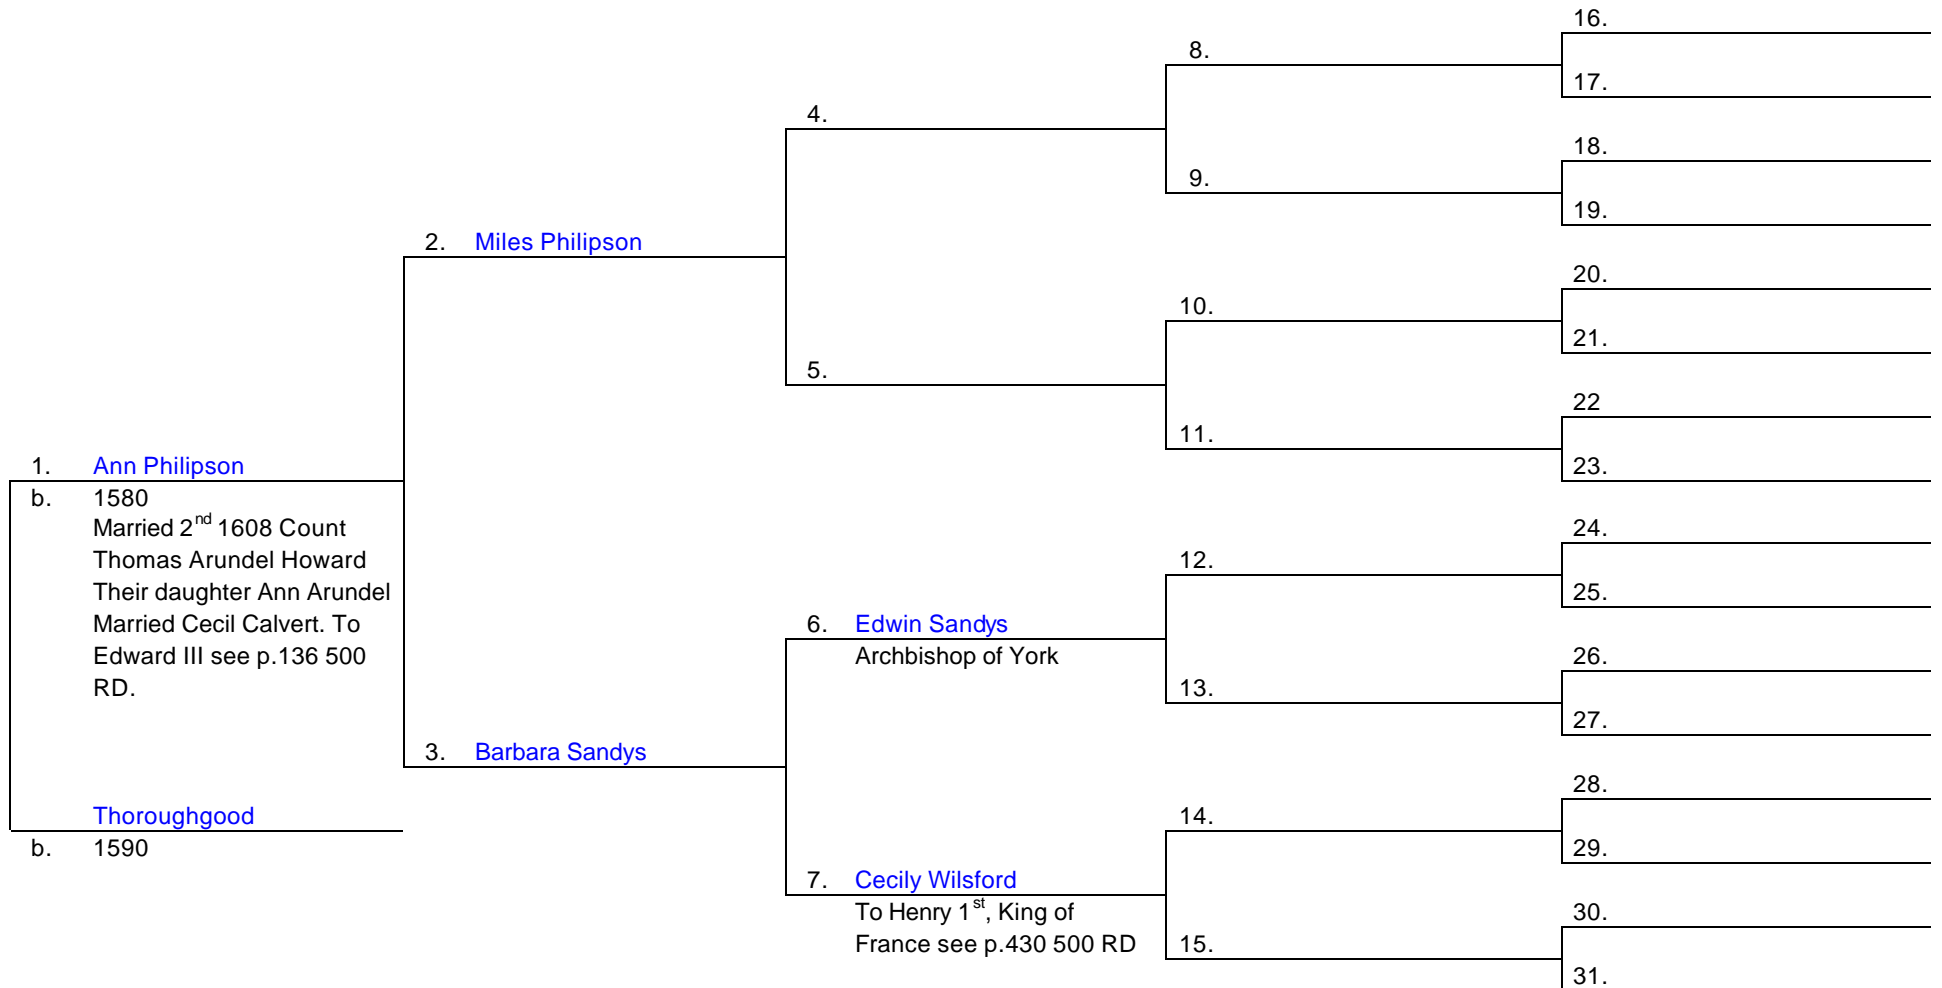 16.
8.
17.
4.
18.
9.
19.
2. Miles Philipson
20.
10.
21.
5.
22
11.
23.
1. Ann Philipson
b. 1580
Married 2nd 1608 Count
Thomas Arundel Howard
Their daughter Ann Arundel
Married Cecil Calvert. To
Edward III see p.136 500
RD.
24.
12.
25.
6. Edwin Sandys
Archbishop of York
26.
13.
27.
3. Barbara Sandys
28.
14.
29.
Thoroughgood
b. 1590
7. Cecily Wilsford
To Henry 1st, King of
France see p.430 500 RD
30.
15.
31.